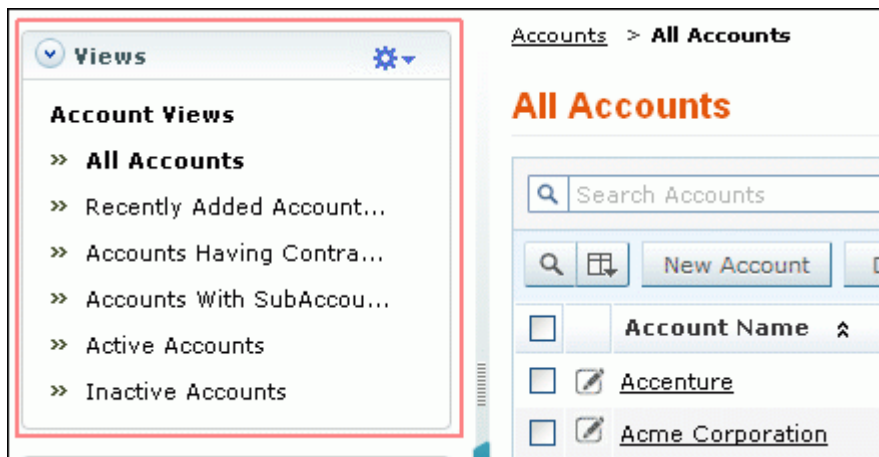 Views
Account Views
» All Accounts
» Recently Added Account...
» Accounts Having Contra...
» Accounts With SubAccou...
» Active Accounts
» Inactive Accounts
Accounts > All Accounts
All Accounts
Search Accounts
New Account
Account Name
Accenture
Acme Corporation